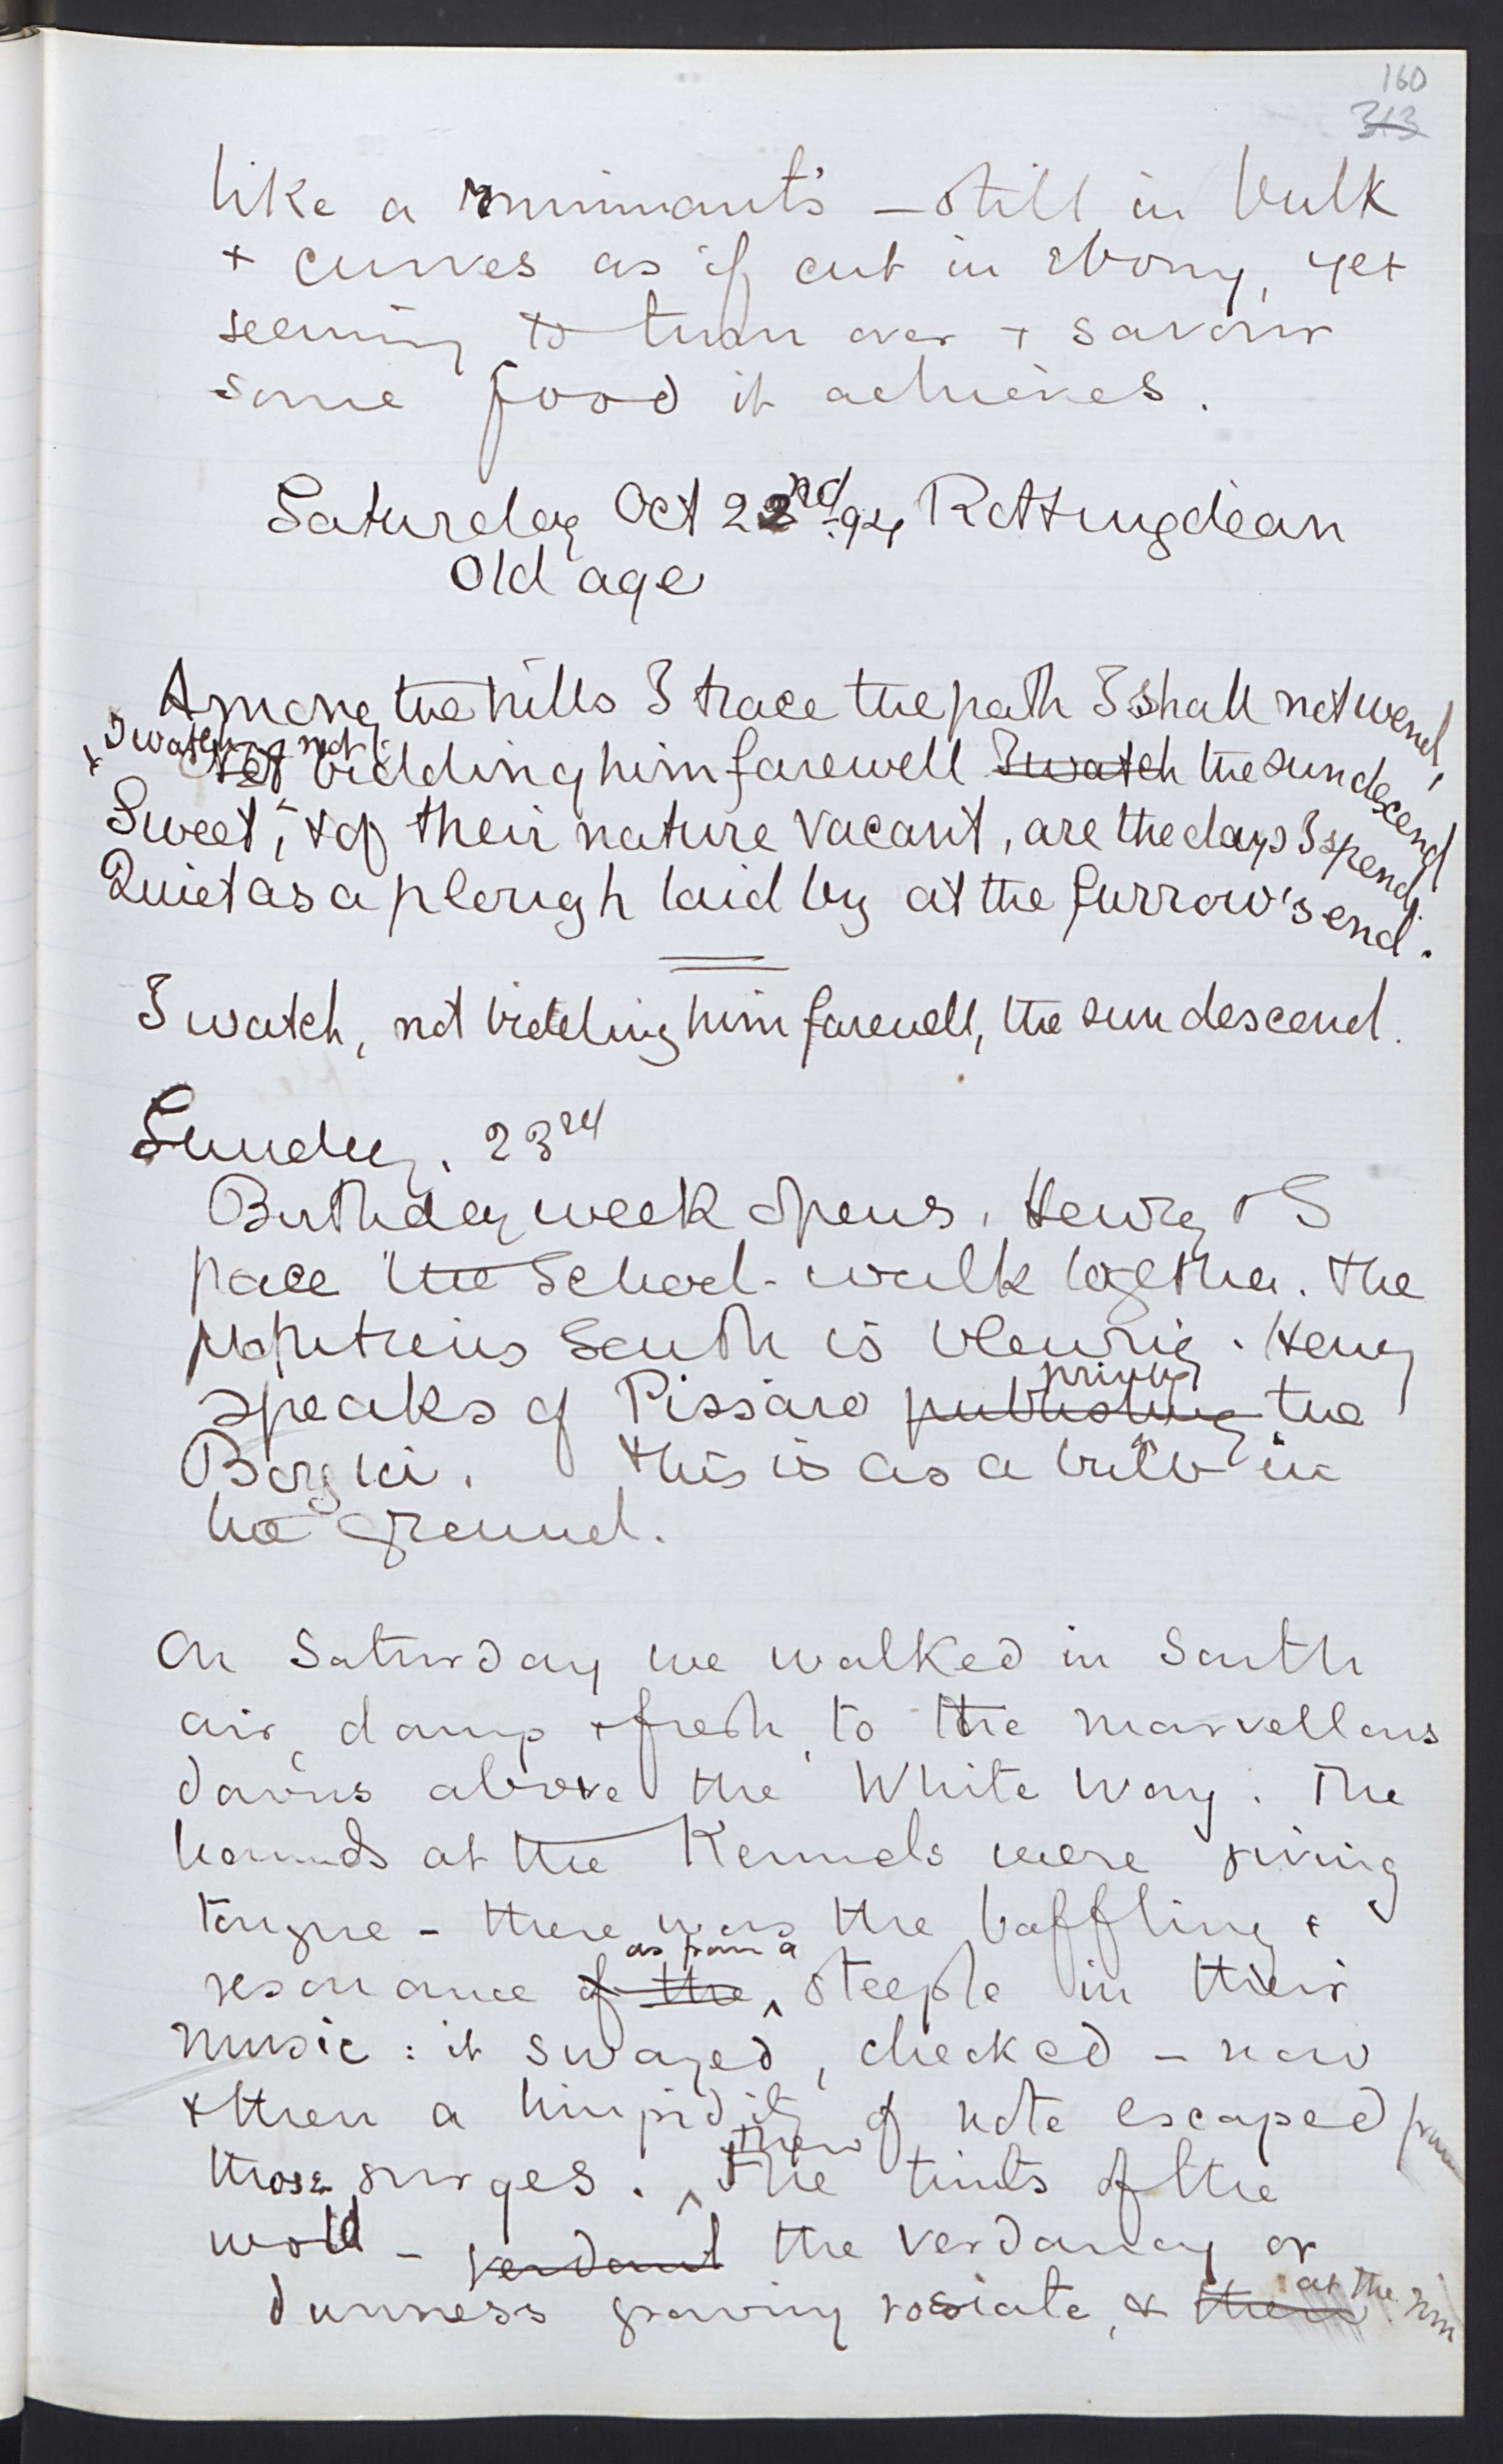 160
313
like a ruminant's – still in bulk
+ curves as if cut in ebony, yet
seeming to turn over + savour
some food it achieves.
Saturday Oct 22nd -94 Rottingdean
Old age
Among the hills I trace the path I shall not wend,
I watch, not
Yet bidding him farewell I watch the sun descend
Sweet, & of their nature vacant, are the days I spend,
Quiet as a plough laid by at the furrow's end.
I watch, not bidding him farewell, the sun descend.
Sunday. 23rd
Birthday week opens. Henry & I
pace the School-walk together. The
South is blowing. Henry
printing
speaks of Pissaro publishing the
Borgia. This is as a bulb in
the ground.
On Saturday we walked in South
air, damp & fresh, to the marvellous
downs above the White Way. The
hounds at the Kennels were giving
tongue – there was the baffling &
as from a
resonance of the ^ steeple in their
music: it swayed, checked – now
& then a limpidity of note escaped from
then
those surges. ^ The tints of the
wold – verdant the verdancy or
at the rim
dunness growing roseate, & their